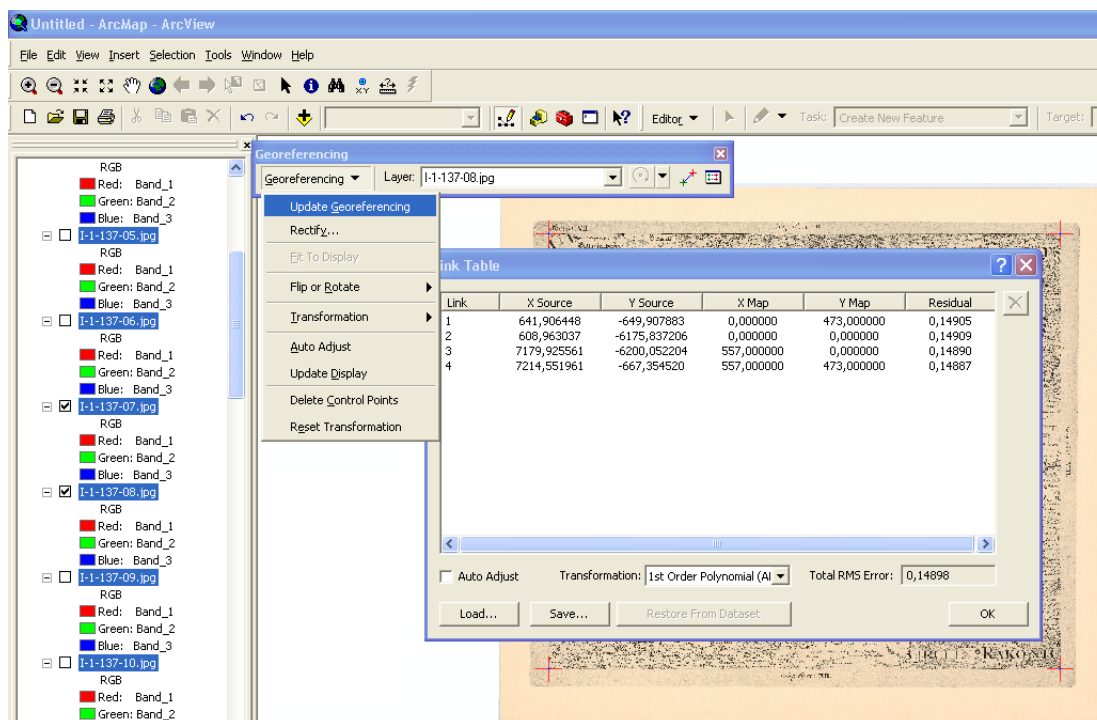 Untitled - ArcMap - ArcView
File Edit View Insert Selection Tools Window Help
Editor Task: Create New Feature Target:
RGB
Red: Band_1
Green: Band_2
Blue: Band_3
I-1-137-05.jpg
RGB
Red: Band_1
Green: Band_2
Blue: Band_3
I-1-137-06.jpg
RGB
Red: Band_1
Green: Band_2
Blue: Band_3
I-1-137-07.jpg
RGB
Red: Band_1
Green: Band_2
Blue: Band_3
I-1-137-08.jpg
RGB
Red: Band_1
Green: Band_2
Blue: Band_3
I-1-137-09.jpg
RGB
Red: Band_1
Green: Band_2
Blue: Band_3
I-1-137-10.jpg
RGB
Red: Band_1
Green: Band_2
Georeferencing
Georeferencing Layer: I-1-137-08.jpg
Update Georeferencing
Rectify...
Fit To Display
Flip or Rotate
Transformation
Auto Adjust
Update Display
Delete Control Points
Reset Transformation
ink Table
Link X Source Y Source X Map Y Map Residual
1 641,906448 -649,907883 0,000000 473,000000 0,14905
2 608,963037 -6175,837206 0,000000 0,000000 0,14909
3 7179,925561 -6200,052204 557,000000 0,000000 0,14890
4 7214,551961 -667,354520 557,000000 473,000000 0,14887
Auto Adjust Transformation: 1st Order Polynomial (Af Total RMS Error: 0,14898
Load... Save... Restore From Dataset OK